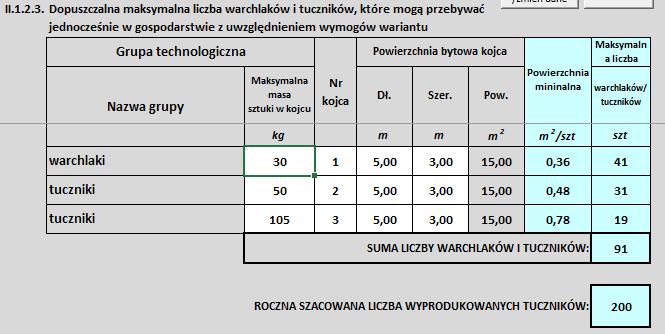 /zmień dane
II.1.2.3. Dopuszczalna maksymalna liczba warchlaków i tuczników, które mogą przebywać
jednocześnie w gospodarstwie z uwzględnieniem wymogów wariantu
Grupa technologiczna
Nazwa grupy
Maksymalna
masa
sztuki w kojcu
Nr
kojca
Powierzchnia bytowa kojca
Dł.
Szer.
Pow.
Powierzchnia
minimalna
Maksymaln
a liczba
warchlaków/
tuczników
kg m m m² m²/szt szt
warchlaki 30 1 5,00 3,00 15,00 0,36 41
tuczniki 50 2 5,00 3,00 15,00 0,48 31
tuczniki 105 3 5,00 3,00 15,00 0,78 19
SUMA LICZBY WARCHLAKÓW I TUCZNIKÓW: 91
ROCZNA SZACOWANA LICZBA WYPRODUKOWANYCH TUCZNIKÓW: 200